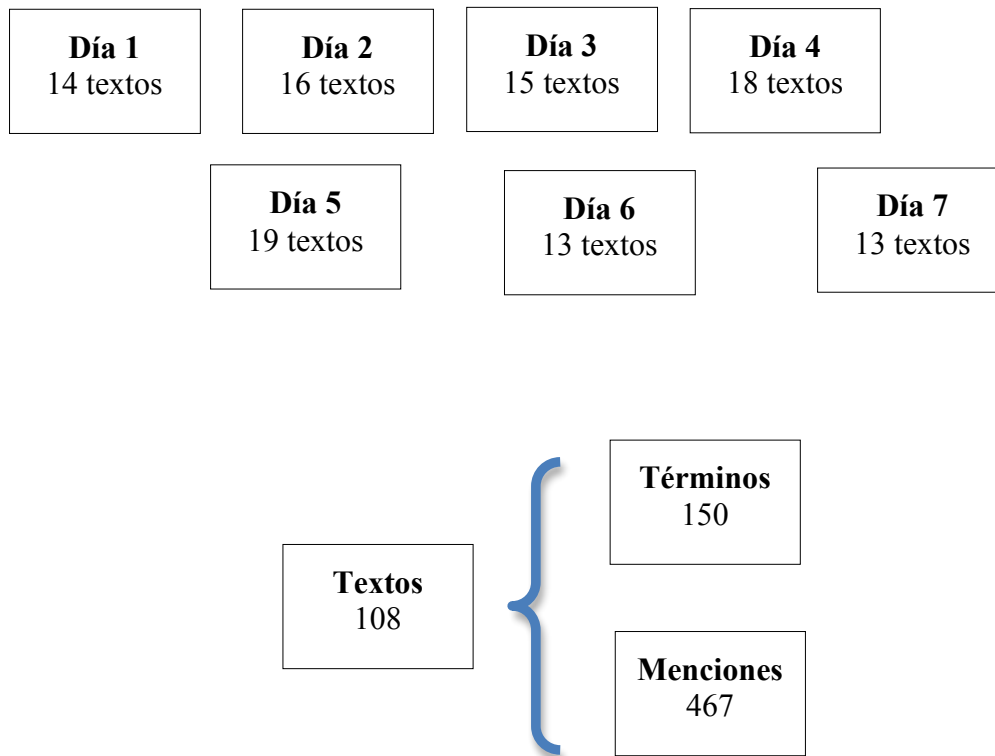 Día 1
14 textos
Día 2
16 textos
Día 3
15 textos
Día 4
18 textos
Día 5
19 textos
Día 6
13 textos
Día 7
13 textos
Términos
150
Textos
108
Menciones
467